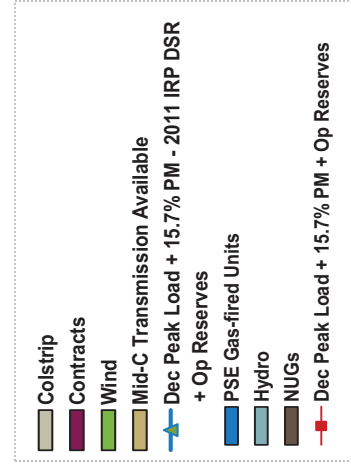 Colstrip
Contracts
Wind
Mid-C Transmission Available
Dec Peak Load + 15.7% PM - 2011 IRP DSR
+ Op Reserves
PSE Gas-fired Units
Hydro
NUGs
Dec Peak Load + 15.7% PM + Op Reserves